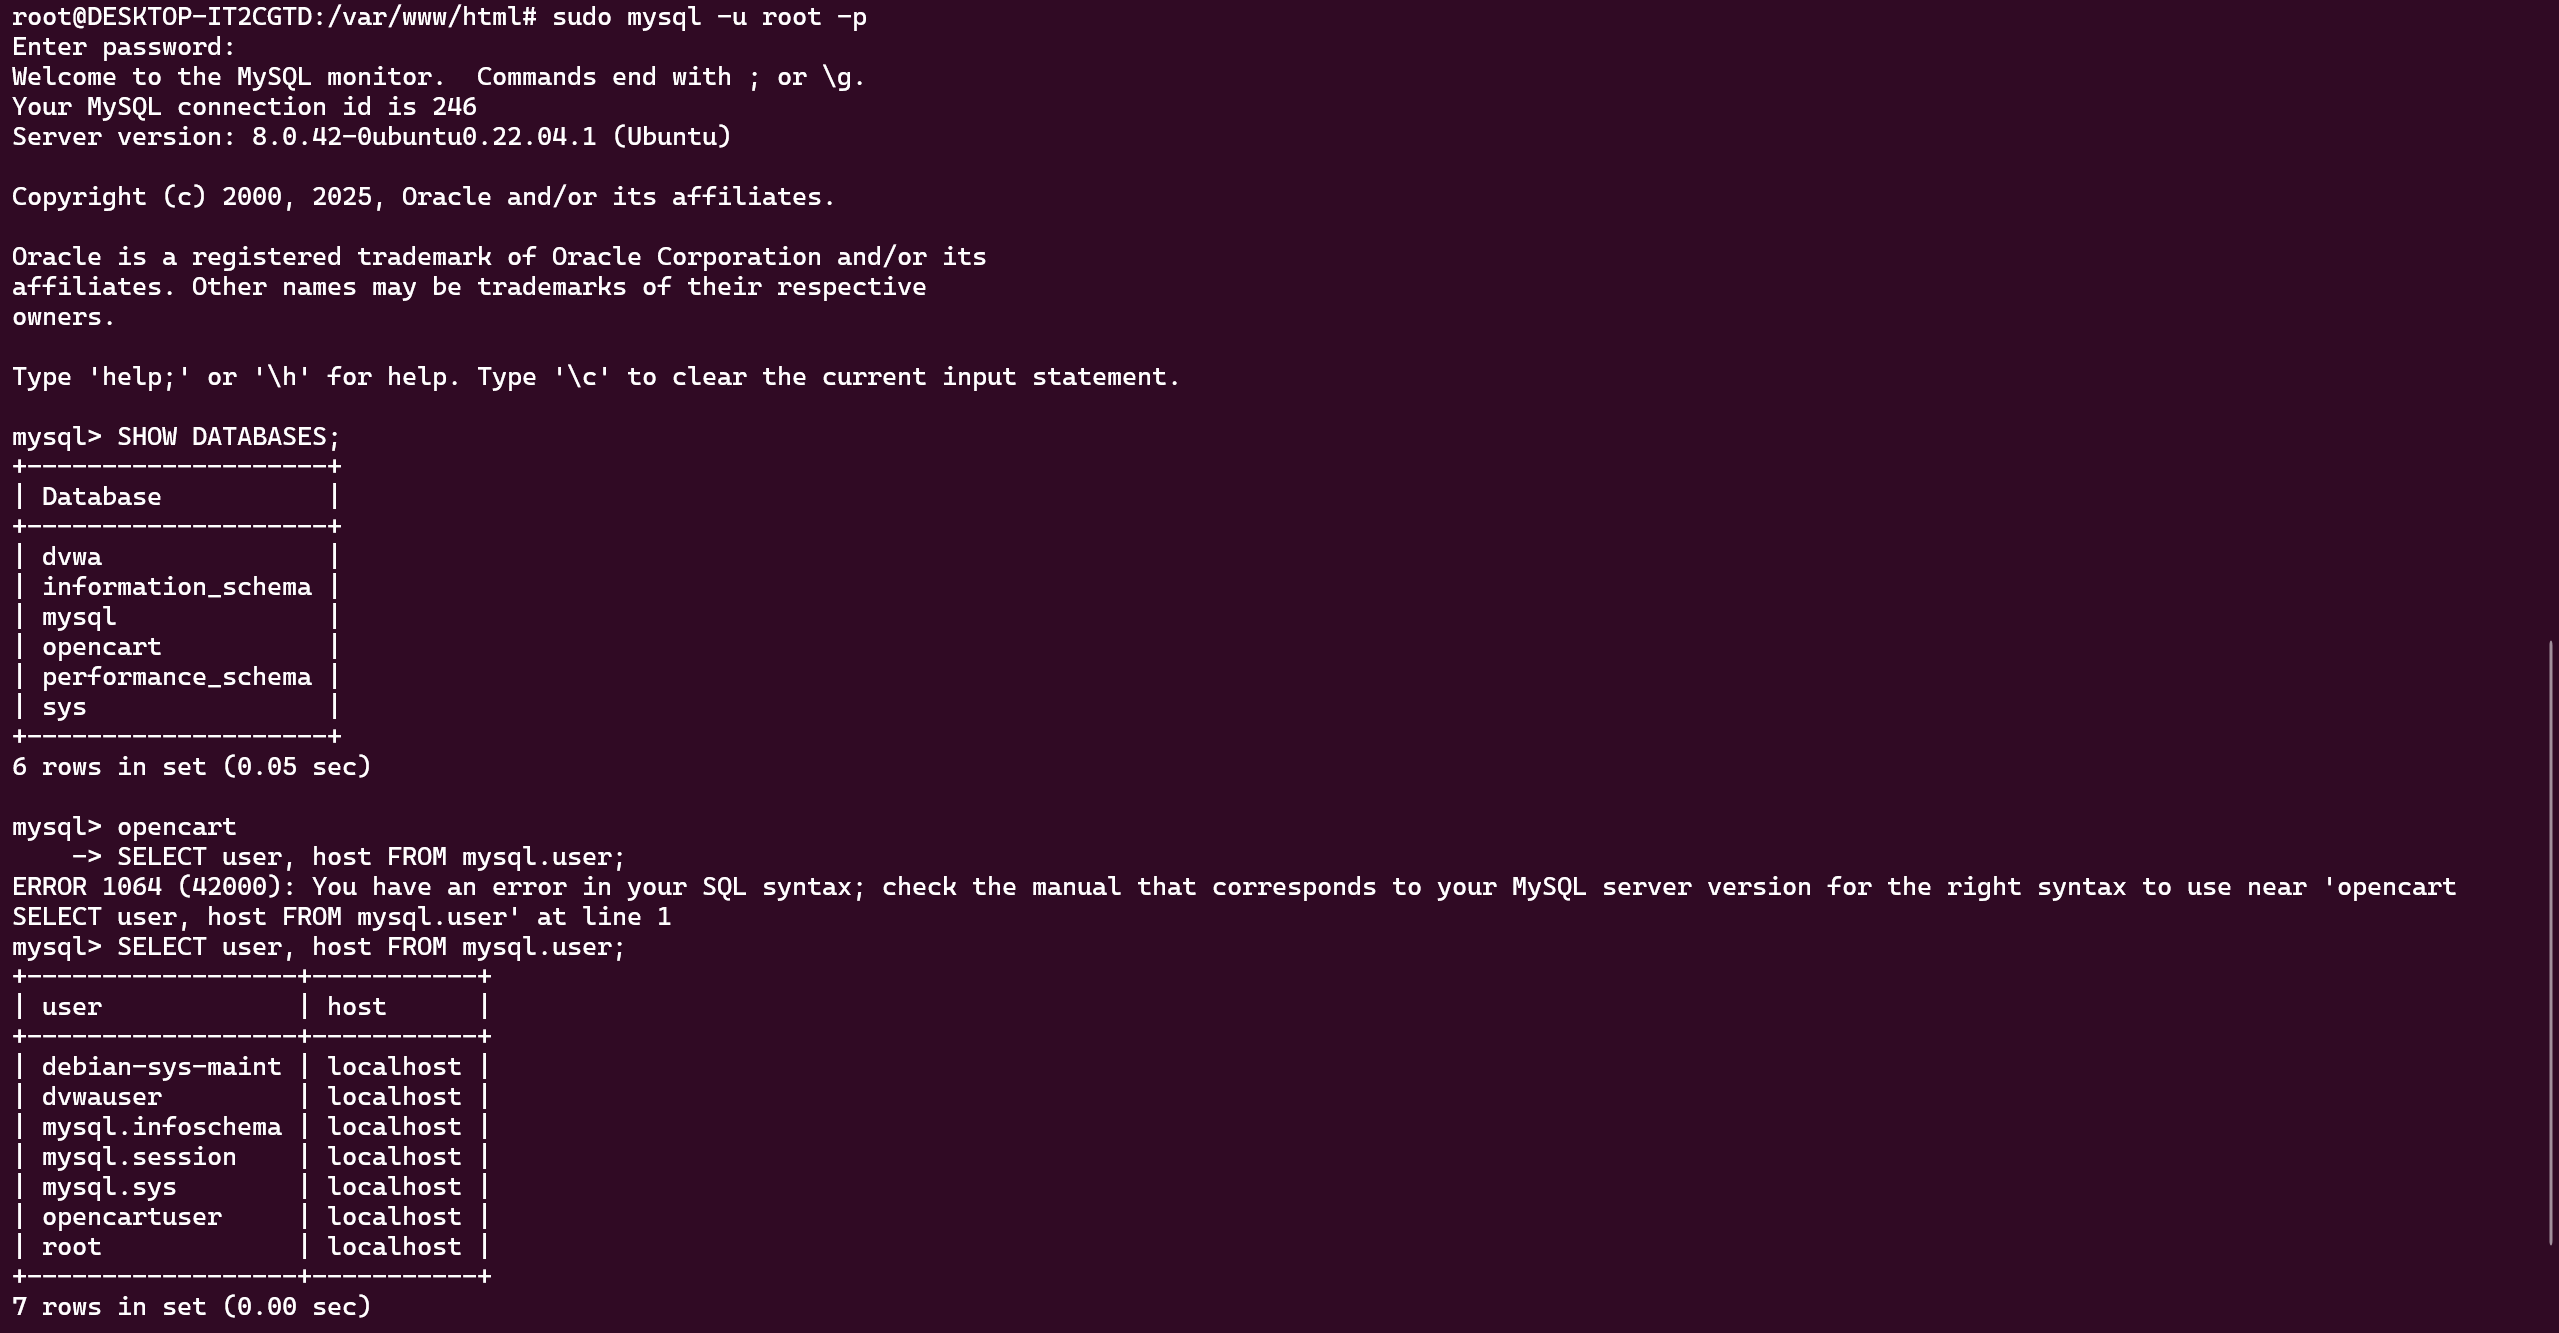 root@DESKTOP-IT2CGTD:/var/www/html# sudo mysql -u root -p
Enter password:
Welcome to the MySQL monitor.  Commands end with ; or \g.
Your MySQL connection id is 246
Server version: 8.0.42-0ubuntu0.22.04.1 (Ubuntu)

Copyright (c) 2000, 2025, Oracle and/or its affiliates.

Oracle is a registered trademark of Oracle Corporation and/or its
affiliates. Other names may be trademarks of their respective
owners.

Type 'help;' or '\h' for help. Type '\c' to clear the current input statement.

mysql> SHOW DATABASES;
+--------------------+
| Database           |
+--------------------+
| dvwa               |
| information_schema |
| mysql              |
| opencart           |
| performance_schema |
| sys                |
+--------------------+
6 rows in set (0.05 sec)

mysql> opencart
    -> SELECT user, host FROM mysql.user;
ERROR 1064 (42000): You have an error in your SQL syntax; check the manual that corresponds to your MySQL server version for the right syntax to use near 'opencart
SELECT user, host FROM mysql.user' at line 1
mysql> SELECT user, host FROM mysql.user;
+------------------+-----------+
| user             | host      |
+------------------+-----------+
| debian-sys-maint | localhost |
| dvwauser         | localhost |
| mysql.infoschema | localhost |
| mysql.session    | localhost |
| mysql.sys        | localhost |
| opencartuser     | localhost |
| root             | localhost |
+------------------+-----------+
7 rows in set (0.00 sec)